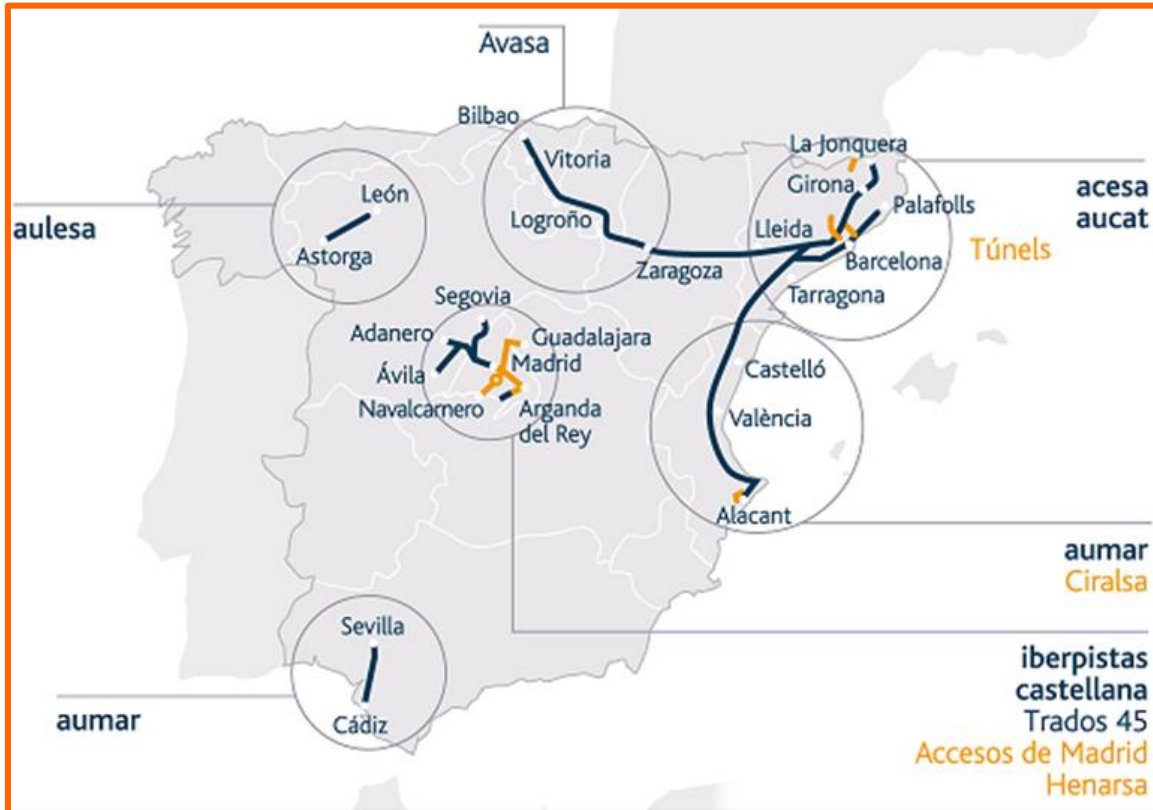 Avasa
Bilbao
Vitoria
Logroño
Zaragoza
León
Astorga
aulesa
La Jonquera
Girona
Palafolls
Lleida
Barcelona
Tarragona
acesa
aucat
Túnels
Segovia
Adanero
Guadalajara
Madrid
Ávila
Navalcarnero
Arganda
del Rey
Castelló
València
Alacant
aumar
Ciralsa
Sevilla
Cádiz
aumar
iberpistas
castellana
Trados 45
Accesos de Madrid
Henarsa